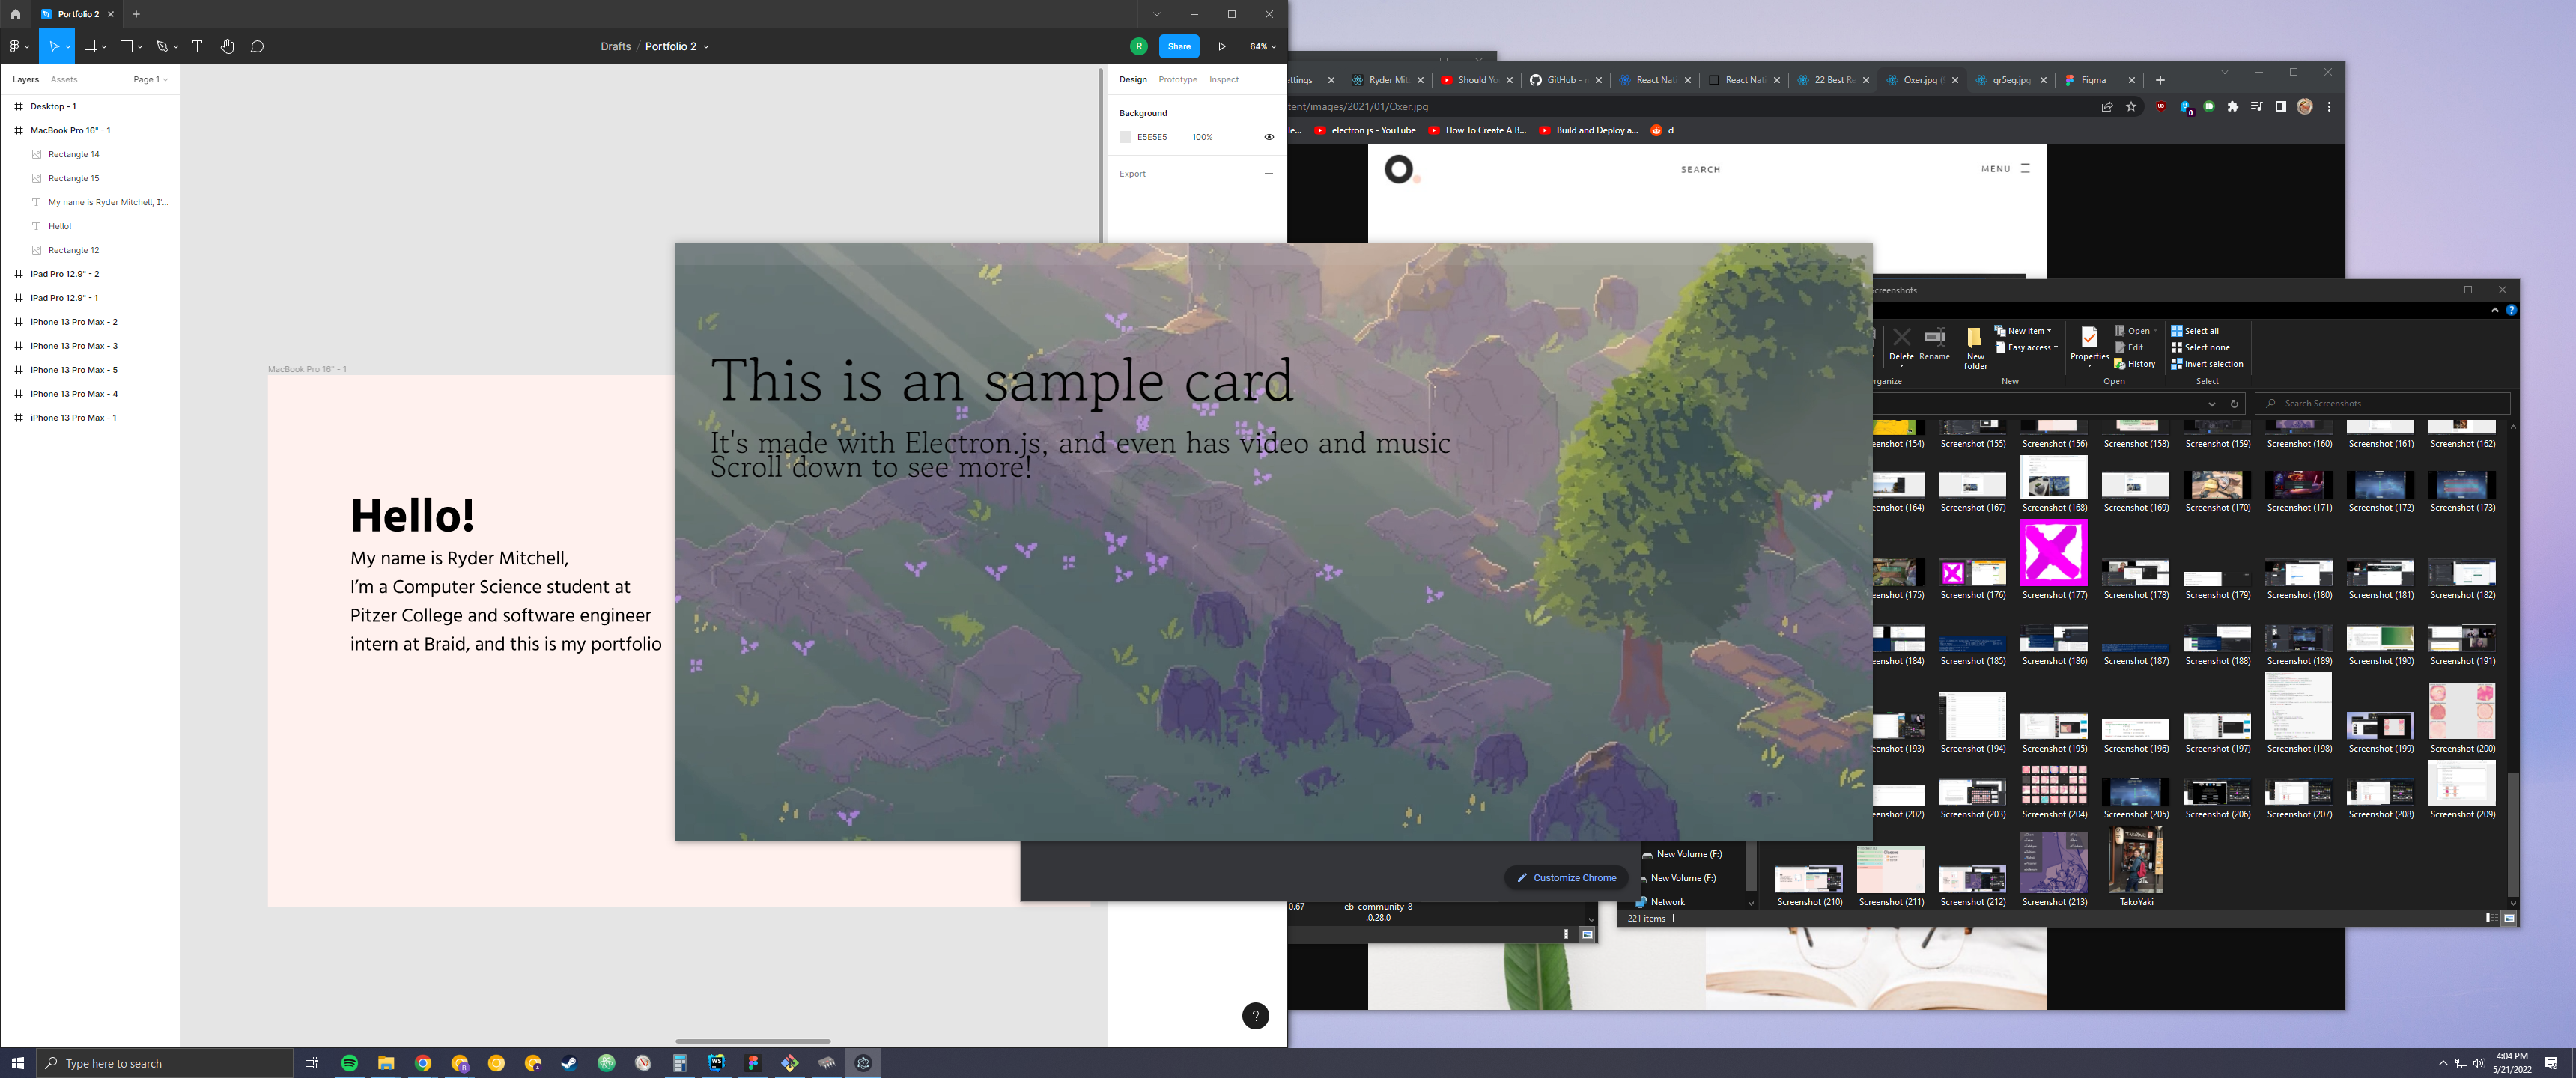 Portfolio 2
Drafts / Portfolio 2
R
Share
64%
Layers
Assets
Page 1
Desktop - 1
MacBook Pro 16" - 1
Rectangle 14
Rectangle 15
My name is Ryder Mitchell, I'...
Hello!
Rectangle 12
iPad Pro 12.9" - 2
iPad Pro 12.9" - 1
iPhone 13 Pro Max - 2
iPhone 13 Pro Max - 3
iPhone 13 Pro Max - 5
iPhone 13 Pro Max - 4
iPhone 13 Pro Max - 1
MacBook Pro 16" - 1
Hello!
My name is Ryder Mitchell,
I'm a Computer Science student at
Pitzer College and software engineer
intern at Braid, and this is my portfolio
Design
Prototype
Inspect
Background
E5E5E5
100%
Export
?
This is an sample card
It's made with Electron.js, and even has video and music
Scroll down to see more!
ettings
Ryder Mit
Should Yo
GitHub - n
React Nati
React Nati
22 Best Re
Oxer.jpg (
qr5eg.jpg
Figma
tent/images/2021/01/Oxer.jpg
0
le...
electron js - YouTube
How To Create A B...
Build and Deploy a...
d
SEARCH
MENU
Screenshots
Delete
Rename
New folder
New item
Easy access
Properties
Open
Edit
History
Select all
Select none
Invert selection
rganize
New
Open
Select
Search Screenshots
eenshot (154)
Screenshot (155)
Screenshot (156)
Screenshot (158)
Screenshot (159)
Screenshot (160)
Screenshot (161)
Screenshot (162)
eenshot (164)
Screenshot (167)
Screenshot (168)
Screenshot (169)
Screenshot (170)
Screenshot (171)
Screenshot (172)
Screenshot (173)
eenshot (175)
Screenshot (176)
Screenshot (177)
Screenshot (178)
Screenshot (179)
Screenshot (180)
Screenshot (181)
Screenshot (182)
eenshot (184)
Screenshot (185)
Screenshot (186)
Screenshot (187)
Screenshot (188)
Screenshot (189)
Screenshot (190)
Screenshot (191)
eenshot (193)
Screenshot (194)
Screenshot (195)
Screenshot (196)
Screenshot (197)
Screenshot (198)
Screenshot (199)
Screenshot (200)
eenshot (202)
Screenshot (203)
Screenshot (204)
Screenshot (205)
Screenshot (206)
Screenshot (207)
Screenshot (208)
Screenshot (209)
Screenshot (210)
Screenshot (211)
Screenshot (212)
Screenshot (213)
TakoYaki
New Volume (F:)
New Volume (F:)
Network
221 items
Customize Chrome
0.67
eb-community-8
.0.28.0
Type here to search
4:04 PM
5/21/2022